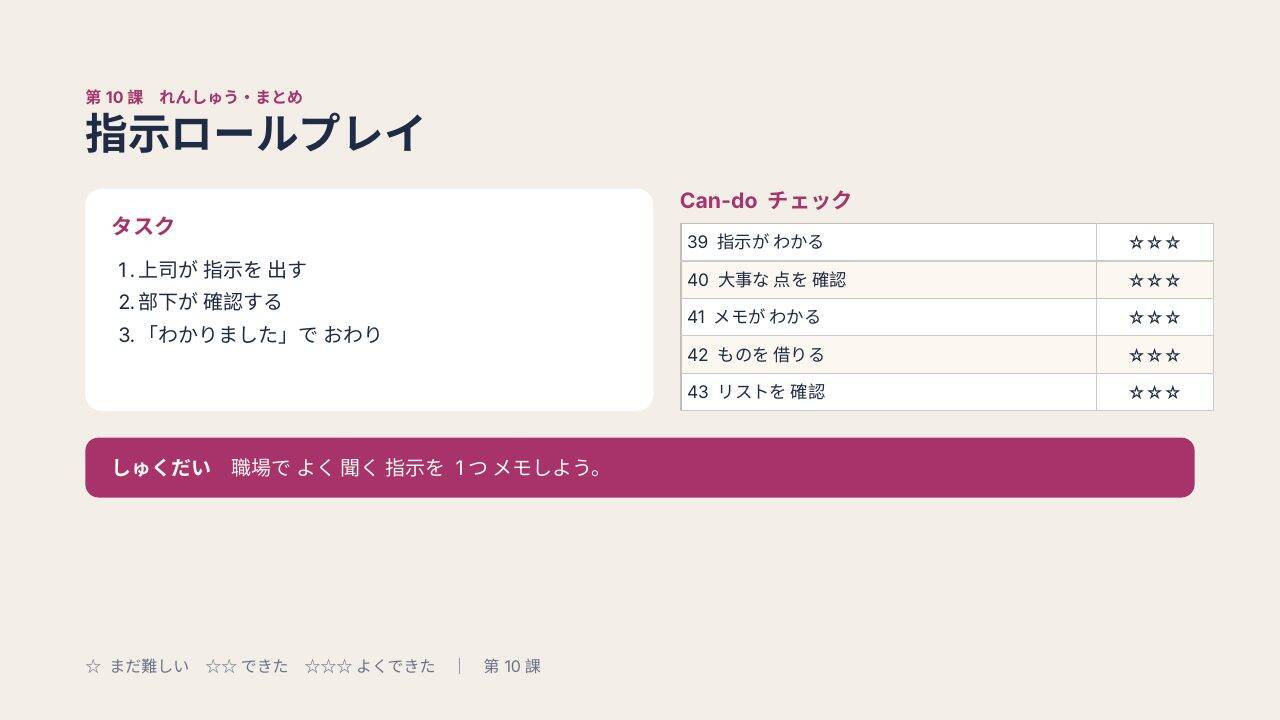 第 10 課　れんしゅう・まとめ
指示ロールプレイ
タスク
1. 上司が 指示を 出す
2. 部下が 確認する
3. 「わかりました」で おわり
Can-do チェック
39 指示が わかる ☆☆☆
40 大事な 点を 確認 ☆☆☆
41 メモが わかる ☆☆☆
42 ものを 借りる ☆☆☆
43 リストを 確認 ☆☆☆
しゅくだい　職場で よく 聞く 指示を 1つ メモしよう。
☆ まだ難しい　☆☆ できた　☆☆☆ よくできた ｜ 第 10 課